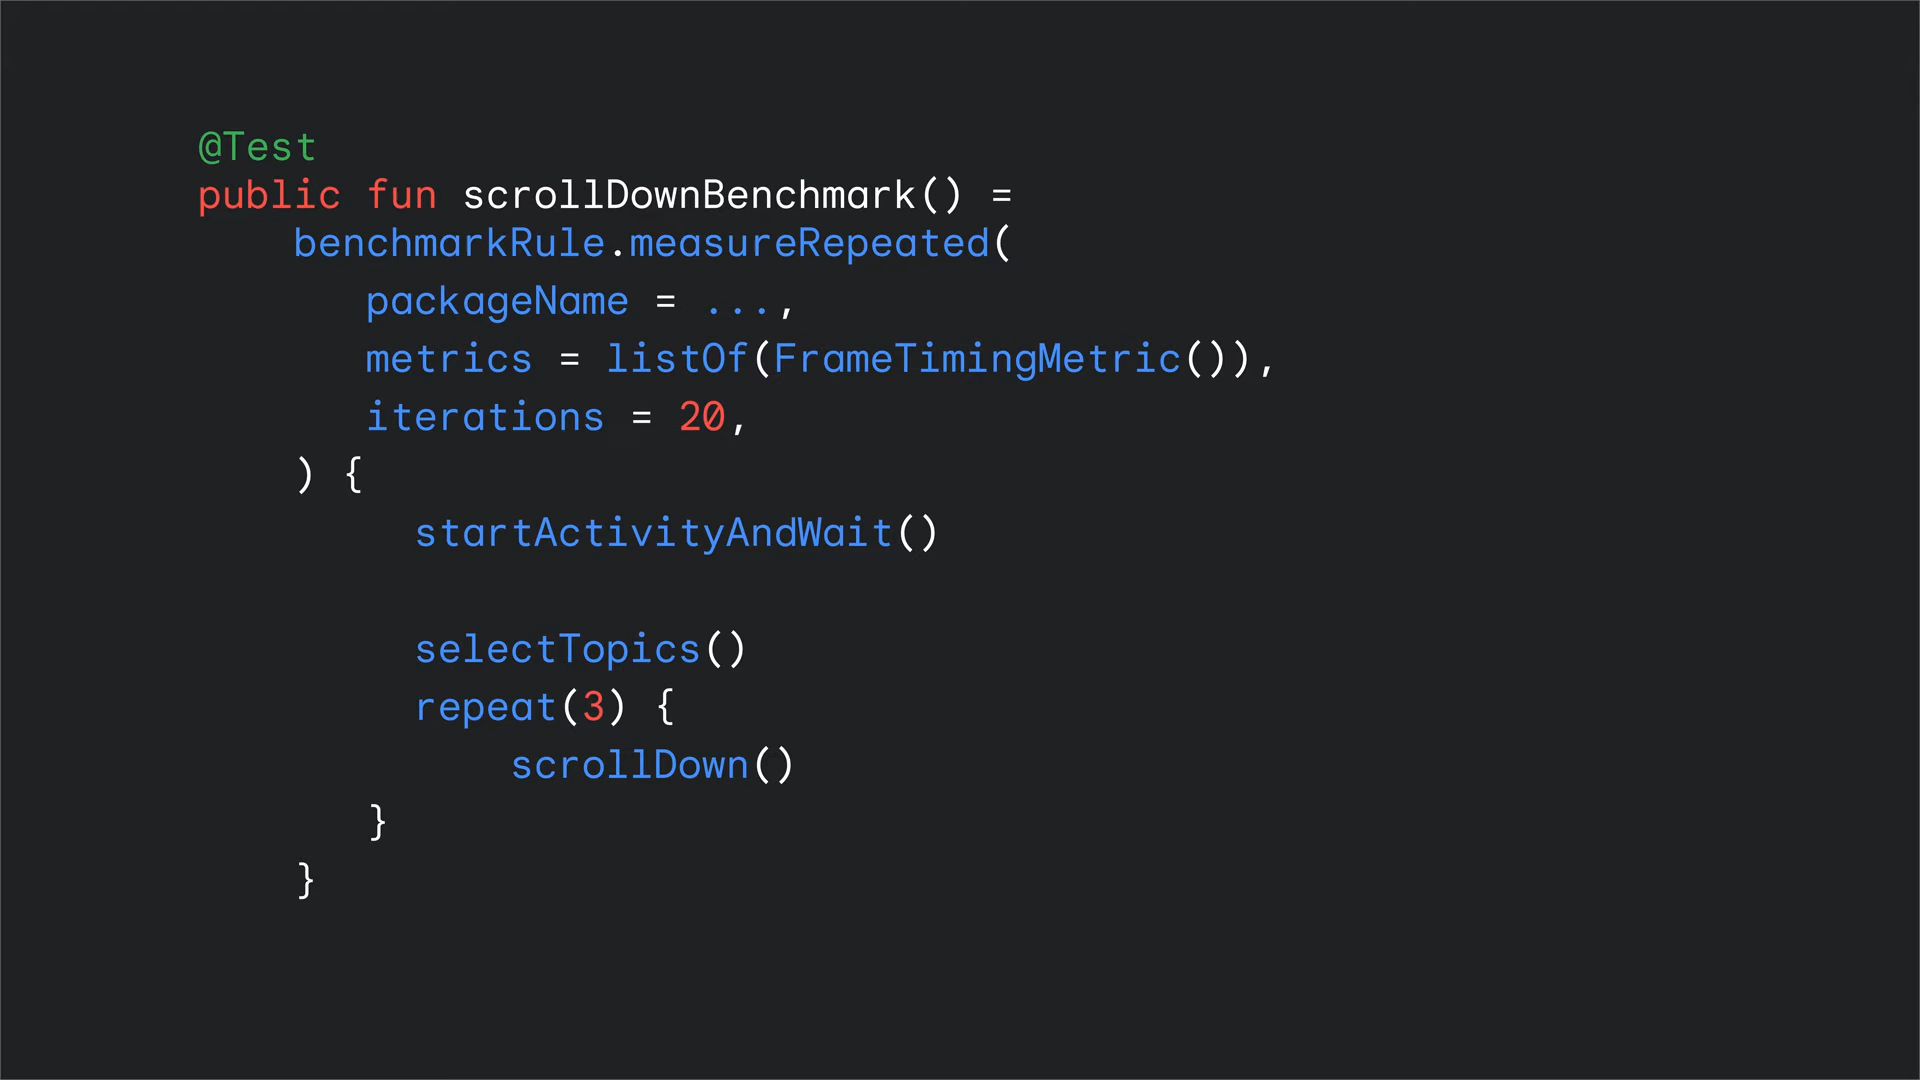 @Test
public fun scrollDownBenchmark() =
benchmarkRule.measureRepeated(
packageName = ...,
metrics = listOf(FrameTimingMetric()),
iterations = 20,
) {
startActivityAndWait()
selectTopics()
repeat(3) {
scrollDown()
}
}